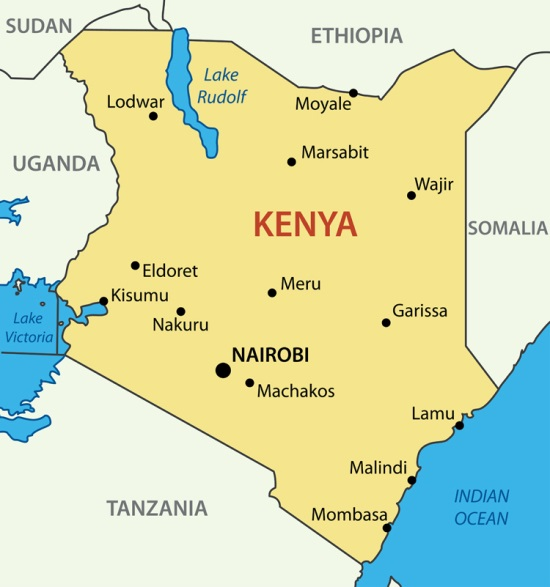 SUDAN
ETHIOPIA
Lake
Rudolf
Lodwar
Moyale
Marsabit
UGANDA
Wajir
KENYA
SOMALIA
Eldoret
Meru
Kisumu
Garissa
Lake
Victoria
Nakuru
NAIROBI
Machakos
Lamu
Malindi
INDIAN
OCEAN
TANZANIA
Mombasa